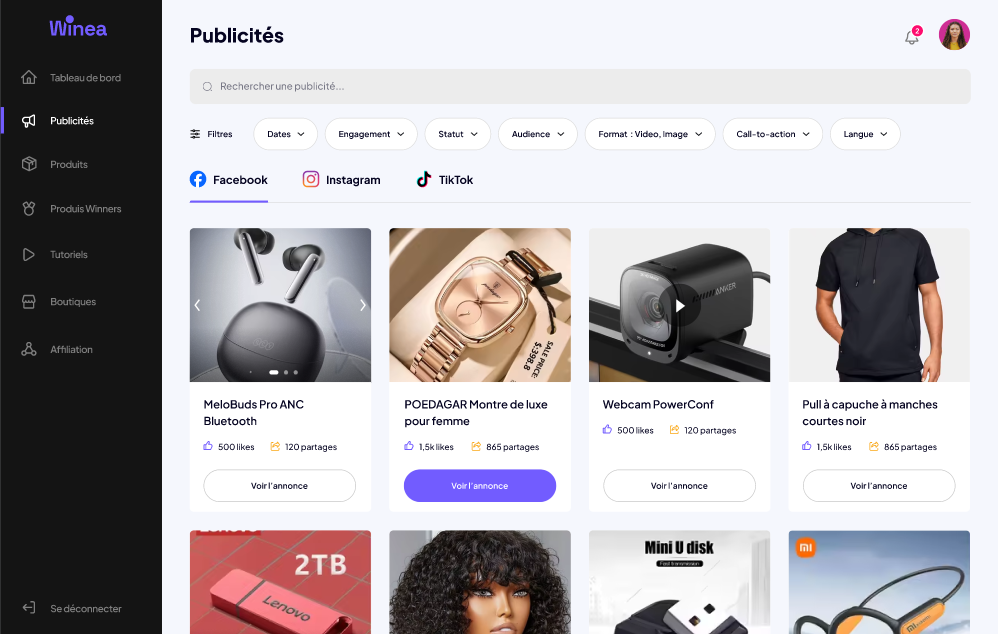 Winea
Publicités
2
Tableau de bord
Publicités
Produits
Produis Winners
Tutoriels
Boutiques
Affiliation
Se déconnecter
Rechercher une publicité...
Filtres
Dates
Engagement
Statut
Audience
Format : Video, Image
Call-to-action
Langue
Facebook
Instagram
TikTok
SALE PRICE:
$:398.8
ANKER
MeloBuds Pro ANC
Bluetooth
500 likes
120 partages
Voir l'annonce
POEDAGAR Montre de luxe
pour femme
1,5k likes
865 partages
Voir l'annonce
Webcam PowerConf
500 likes
120 partages
Voir l'annonce
Pull à capuche à manches
courtes noir
1,5k likes
865 partages
Voir l'annonce
Lenovo
2TB
Lenovo
Mini U disk
Fast transmission
mi